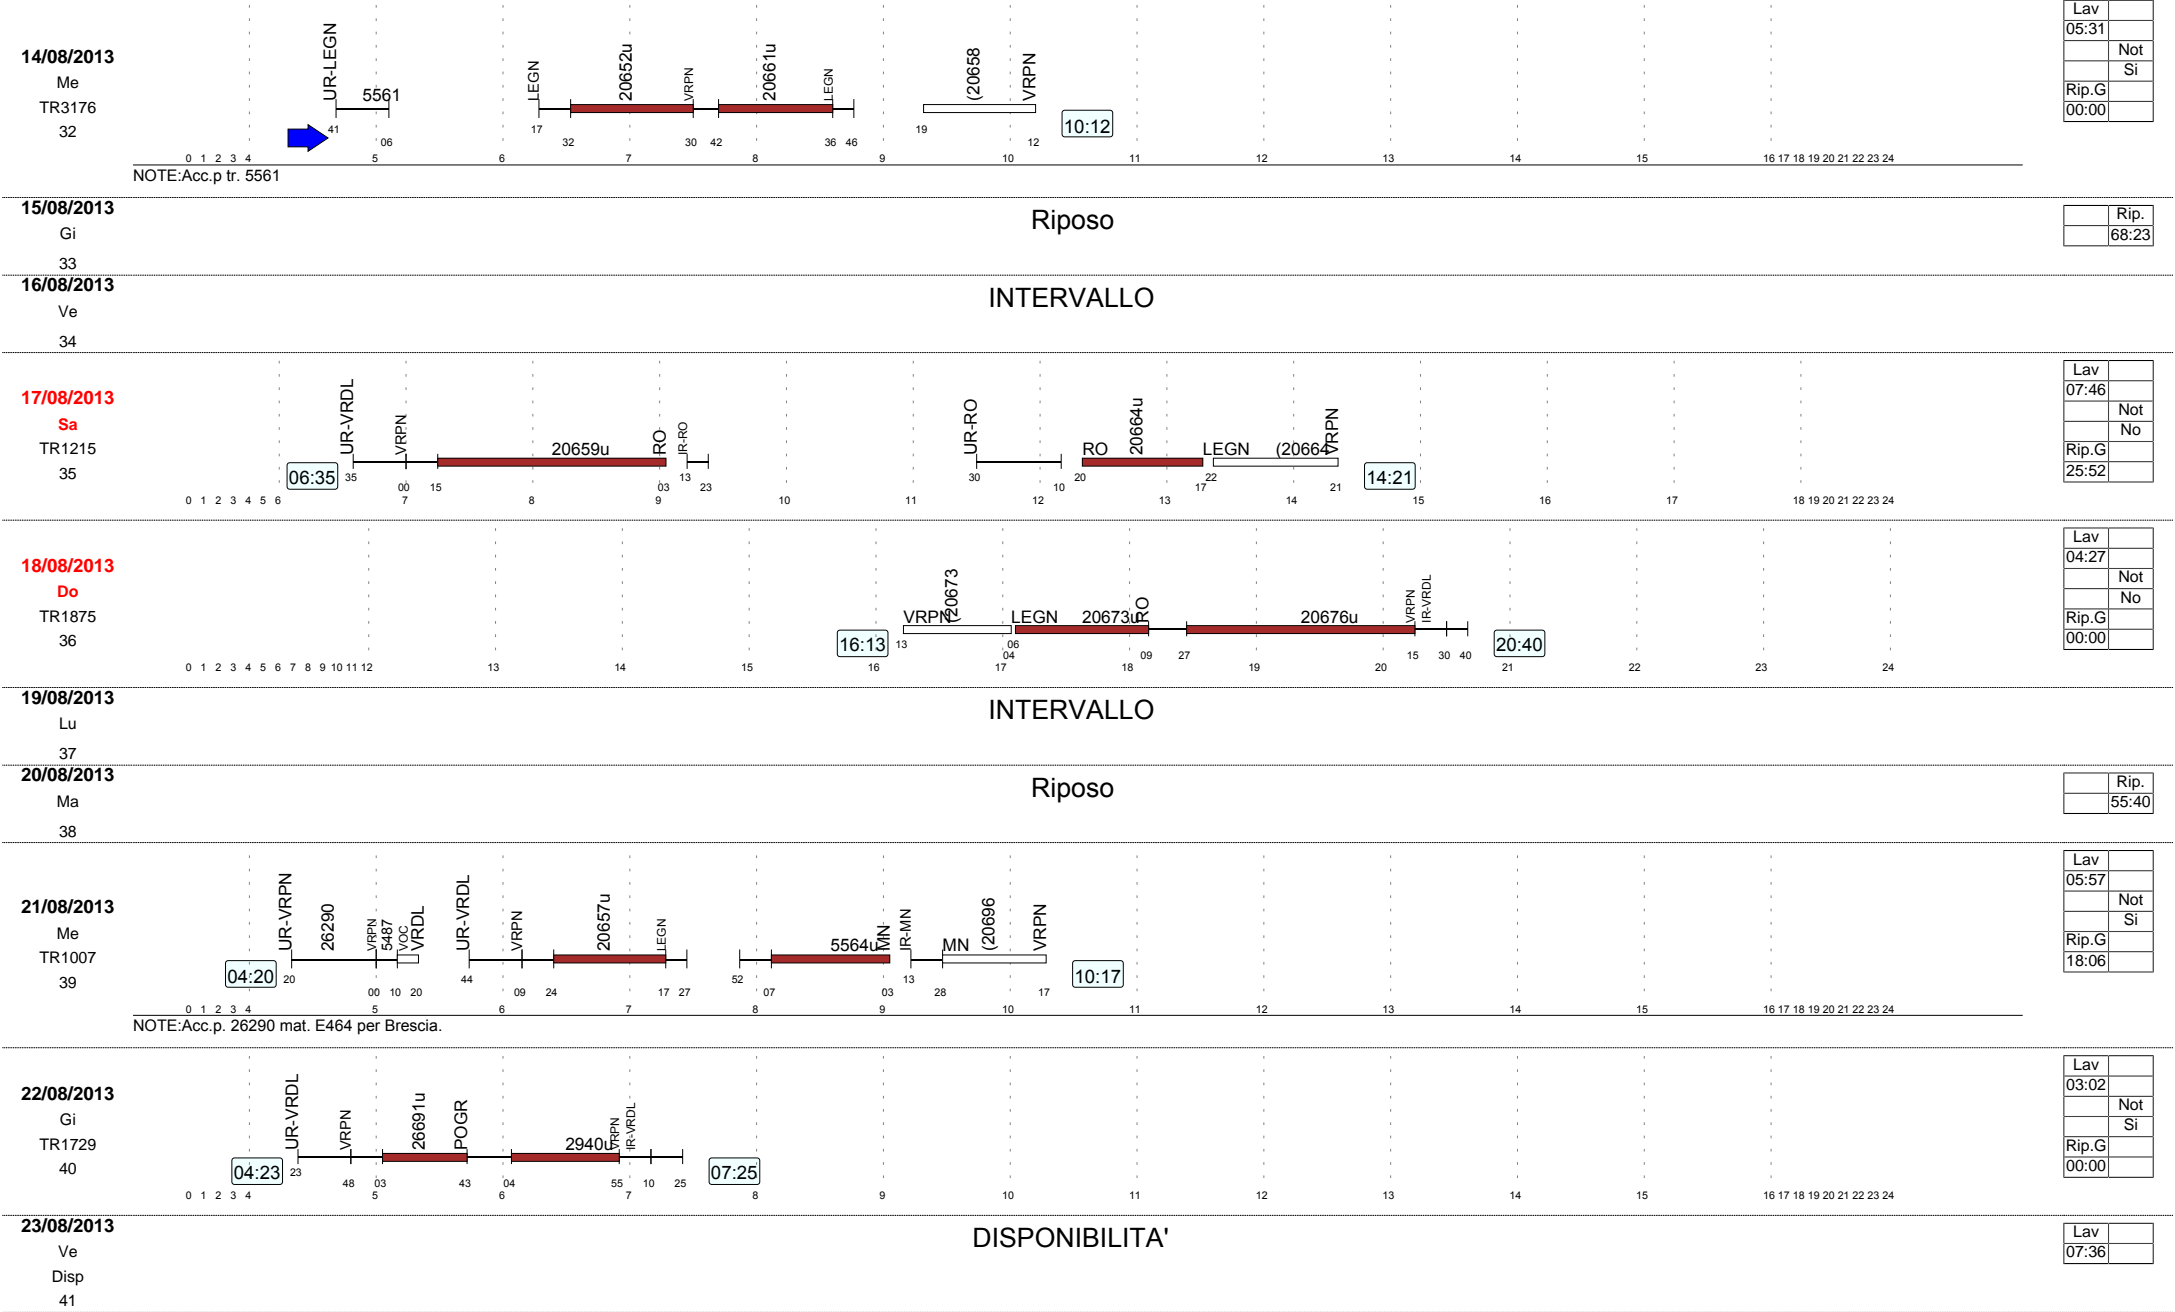 14/08/2013
Me
TR3176
32
UR-LEGN 5561 LEGN 20652u VRPN 20661u LEGN (20658 VRPN
41 06 17 32 30 42 36 46 19 12
10:12
0 1 2 3 4 5 6 7 8 9 10 11 12 13 14 15 16 17 18 19 20 21 22 23 24
NOTE:Acc.p tr. 5561
Lav
05:31
Not
Si
Rip.G
00:00
15/08/2013
Gi
33
Riposo
Rip.
68:23
16/08/2013
Ve
34
INTERVALLO
17/08/2013
Sa
TR1215
35
06:35
UR-VRDL VRPN 20659u RO IR-RO UR-RO RO 20664u LEGN (20664 VRPN
35 00 15 03 13 23 30 10 20 17 22 21
14:21
0 1 2 3 4 5 6 7 8 9 10 11 12 13 14 15 16 17 18 19 20 21 22 23 24
Lav
07:46
Not
No
Rip.G
25:52
18/08/2013
Do
TR1875
36
16:13
VRPN (20673 LEGN 20673u RO 20676u VRPN IR-VRDL
13 04 06 09 27 15 30 40
20:40
0 1 2 3 4 5 6 7 8 9 10 11 12 13 14 15 16 17 18 19 20 21 22 23 24
Lav
04:27
Not
No
Rip.G
00:00
19/08/2013
Lu
37
INTERVALLO
20/08/2013
Ma
38
Riposo
Rip.
55:40
21/08/2013
Me
TR1007
39
04:20
UR-VRPN 26290 VRPN 5487 VOC VRDL UR-VRDL VRPN 20657u LEGN 5564u MN IR-MN MN (20696 VRPN
20 00 10 20 44 09 24 17 27 52 07 03 13 28 17
10:17
0 1 2 3 4 5 6 7 8 9 10 11 12 13 14 15 16 17 18 19 20 21 22 23 24
NOTE:Acc.p. 26290 mat. E464 per Brescia.
Lav
05:57
Not
Si
Rip.G
18:06
22/08/2013
Gi
TR1729
40
04:23
UR-VRDL VRPN 26691u POGR 2940u VRPN IR-VRDL
23 48 03 43 04 55 10 25
07:25
0 1 2 3 4 5 6 7 8 9 10 11 12 13 14 15 16 17 18 19 20 21 22 23 24
Lav
03:02
Not
Si
Rip.G
00:00
23/08/2013
Ve
Disp
41
DISPONIBILITA'
Lav
07:36